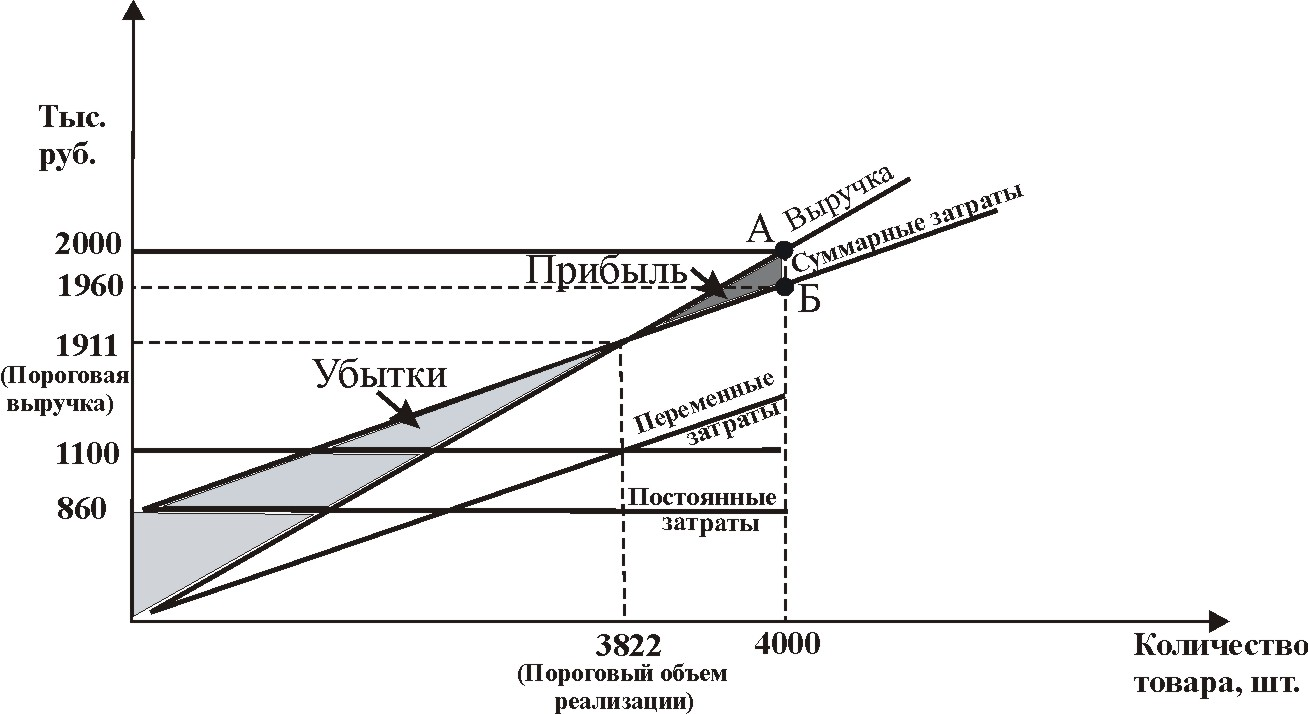 Тыс.
руб.
2000
1960
1911
(Пороговая
выручка)
1100
860
А
Выручка
Суммарные затраты
Прибыль
Б
Убытки
Переменные
затраты
Постоянные
затраты
3822
(Пороговый объем
реализации)
4000
Количество
товара, шт.